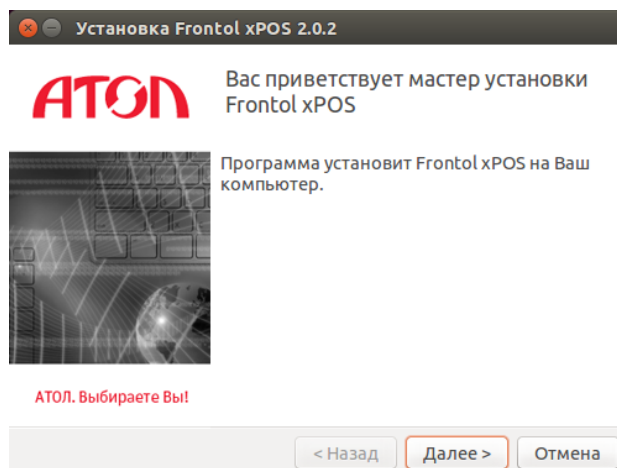 Установка Frontol xPOS 2.0.2
АТОЛ
Вас приветствует мастер установки
Frontol xPOS
Программа установит Frontol xPOS на Ваш
компьютер.
АТОЛ. Выбираете Вы!
< Назад
Далее >
Отмена